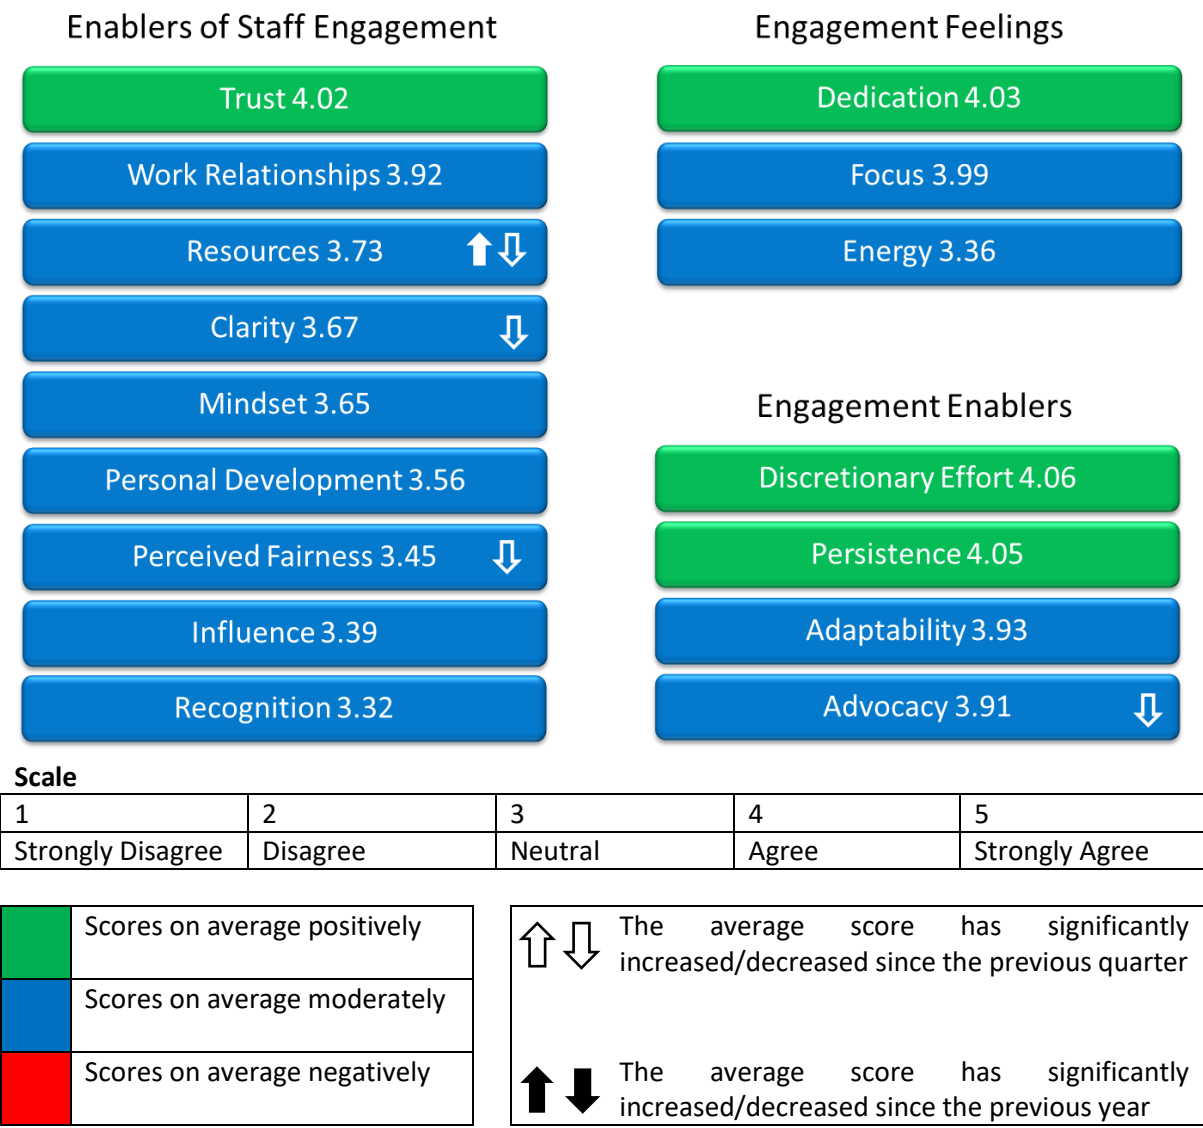 Enablers of Staff Engagement
Trust 4.02
Work Relationships 3.92
Resources 3.73
Clarity 3.67
Mindset 3.65
Personal Development 3.56
Perceived Fairness 3.45
Influence 3.39
Recognition 3.32
Engagement Feelings
Dedication 4.03
Focus 3.99
Energy 3.36
Engagement Enablers
Discretionary Effort 4.06
Persistence 4.05
Adaptability 3.93
Advocacy 3.91
Scale
1 2 3 4 5
Strongly Disagree Disagree Neutral Agree Strongly Agree
Scores on average positively
Scores on average moderately
Scores on average negatively
The average score has significantly
increased/decreased since the previous quarter
The average score has significantly
increased/decreased since the previous year